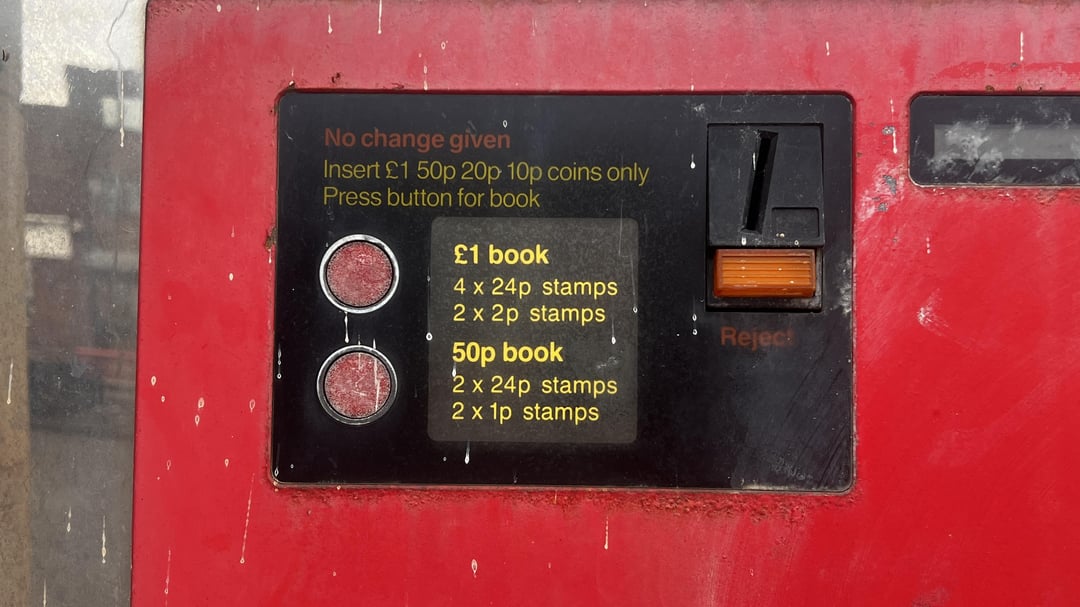 No change given
Insert £1 50p 20p 10p coins only
Press button for book
£1 book
4 x 24p stamps
2 x 2p stamps
50p book
2 x 24p stamps
2 x 1p stamps
Reject